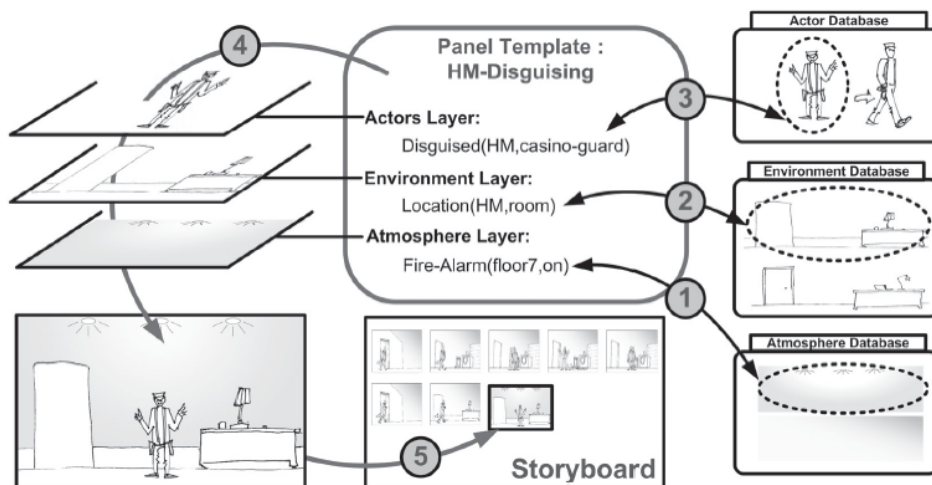 4
Panel Template :
HM-Disguising
Actors Layer:
Disguised(HM,casino-guard)
Environment Layer:
Location(HM,room)
Atmosphere Layer:
Fire-Alarm(floor7,on)
3
2
1
Actor Database
Environment Database
Atmosphere Database
5
Storyboard